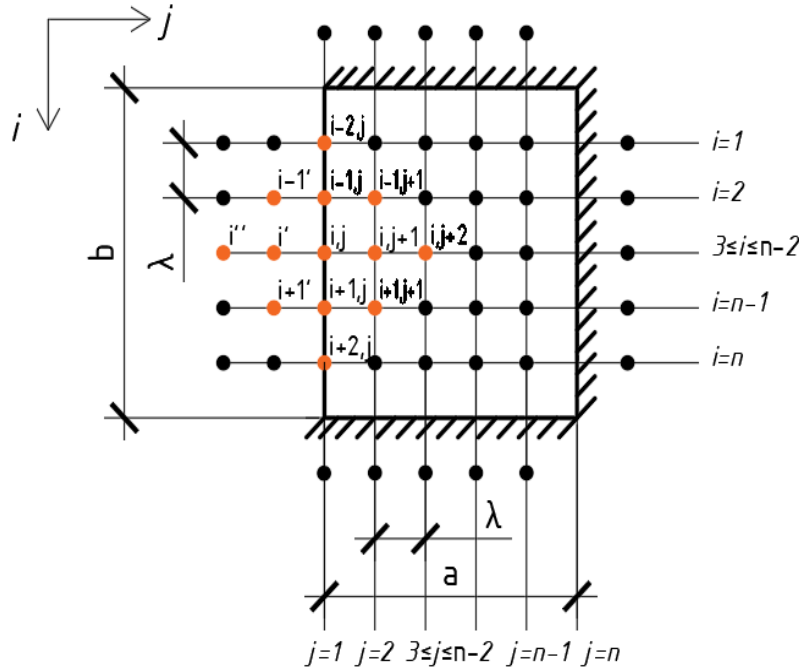 j
i
i-2,j
i=1
i-1'
i-1,j
i-1,j+1
i=2
b
λ
i''
i'
i,j
i,j+1
i,j+2
3≤i≤n-2
i+1'
i+1,j
i+1,j+1
i=n-1
i+2,j
i=n
λ
a
j=1 j=2 3≤j≤n-2 j=n-1 j=n